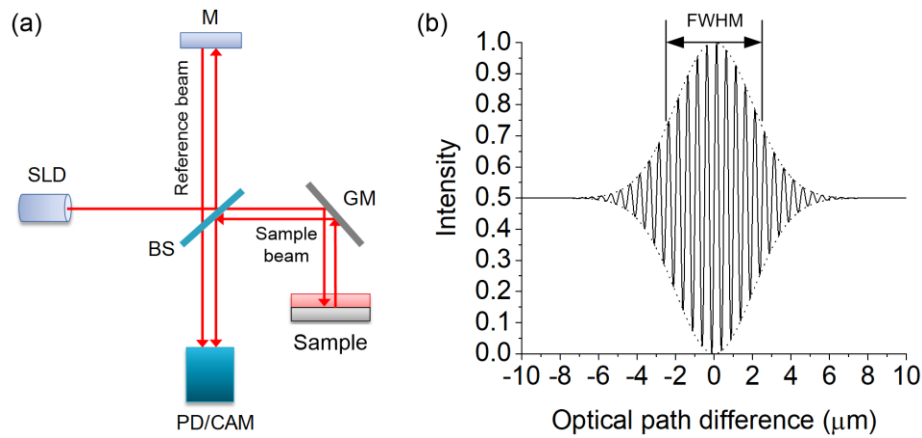 (a)
M
Reference beam
SLD
GM
BS
Sample
beam
Sample
PD/CAM
(b)
FWHM
1.0
0.9
0.8
0.7
0.6
0.5
0.4
0.3
0.2
0.1
0.0
Intensity
-10 -8 -6 -4 -2 0 2 4 6 8 10
Optical path difference (μm)